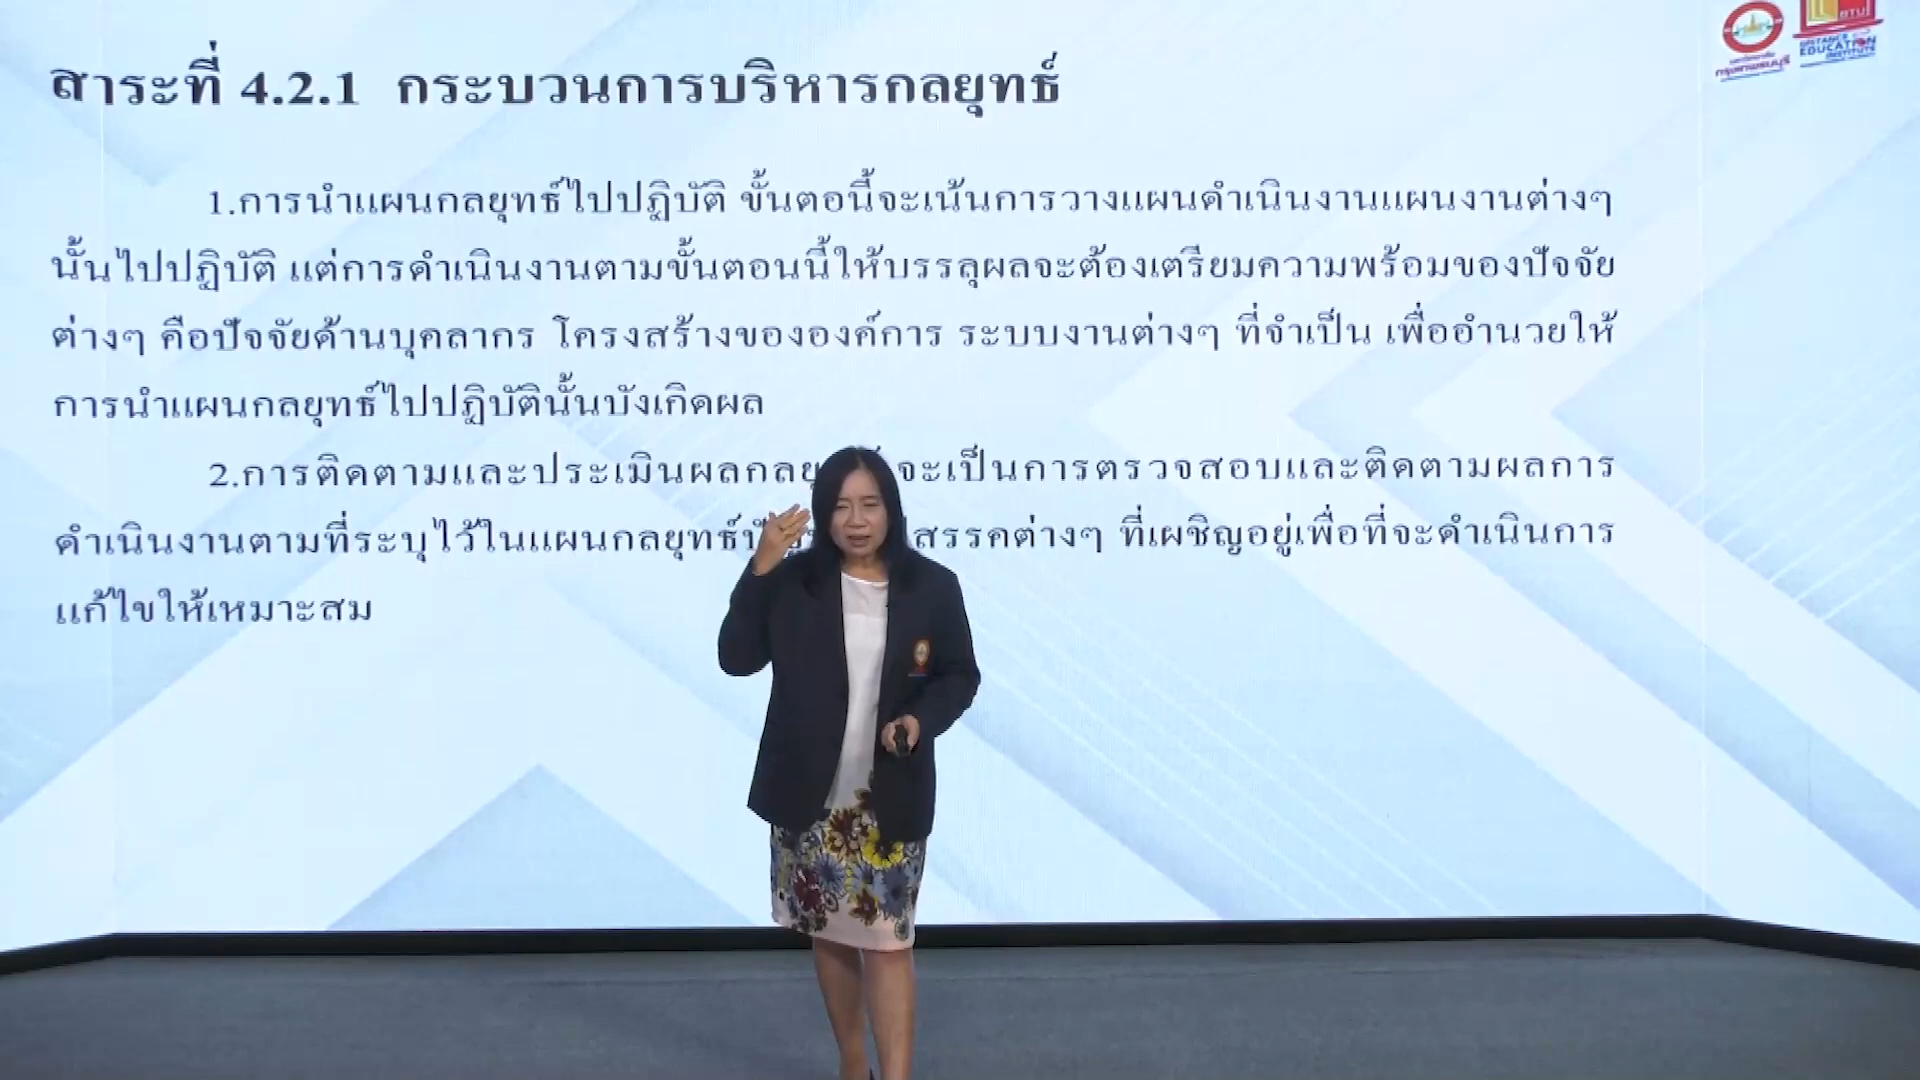 สาระที่ 4.2.1 กระบวนการบริหารกลยุทธ์
1.การนำแผนกลยุทธ์ไปปฏิบัติ ขั้นตอนี้จะเน้นการวางแผนดำเนินงานแผนงานต่างๆ
นั้นไปปฏิบัติ แต่การดำเนินงานตามขั้นตอนนี้ให้บรรลุผลจะต้องเตรียมความพร้อมของปัจจัย
ต่างๆ คือปัจจัยด้านบุคลากร โครงสร้างขององค์การ ระบบงานต่างๆ ที่จำเป็น เพื่ออำนวยให้
การนำแผนกลยุทธ์ไปปฏิบัตินั้นบังเกิดผล
2.การติดตามและประเมินผลกล จะเป็นการตรวจสอบและติดตามผลการ
ดำเนินงานตามที่ระบุไว้ในแผนกลยุทธ์ สรรคต่างๆ ที่เผชิญอยู่เพื่อที่จะดำเนินการ
แก้ไขให้เหมาะสม
กรุงเทพธนบุรี
BTU
DISTANCE
EDUCATION
INSTITUTE